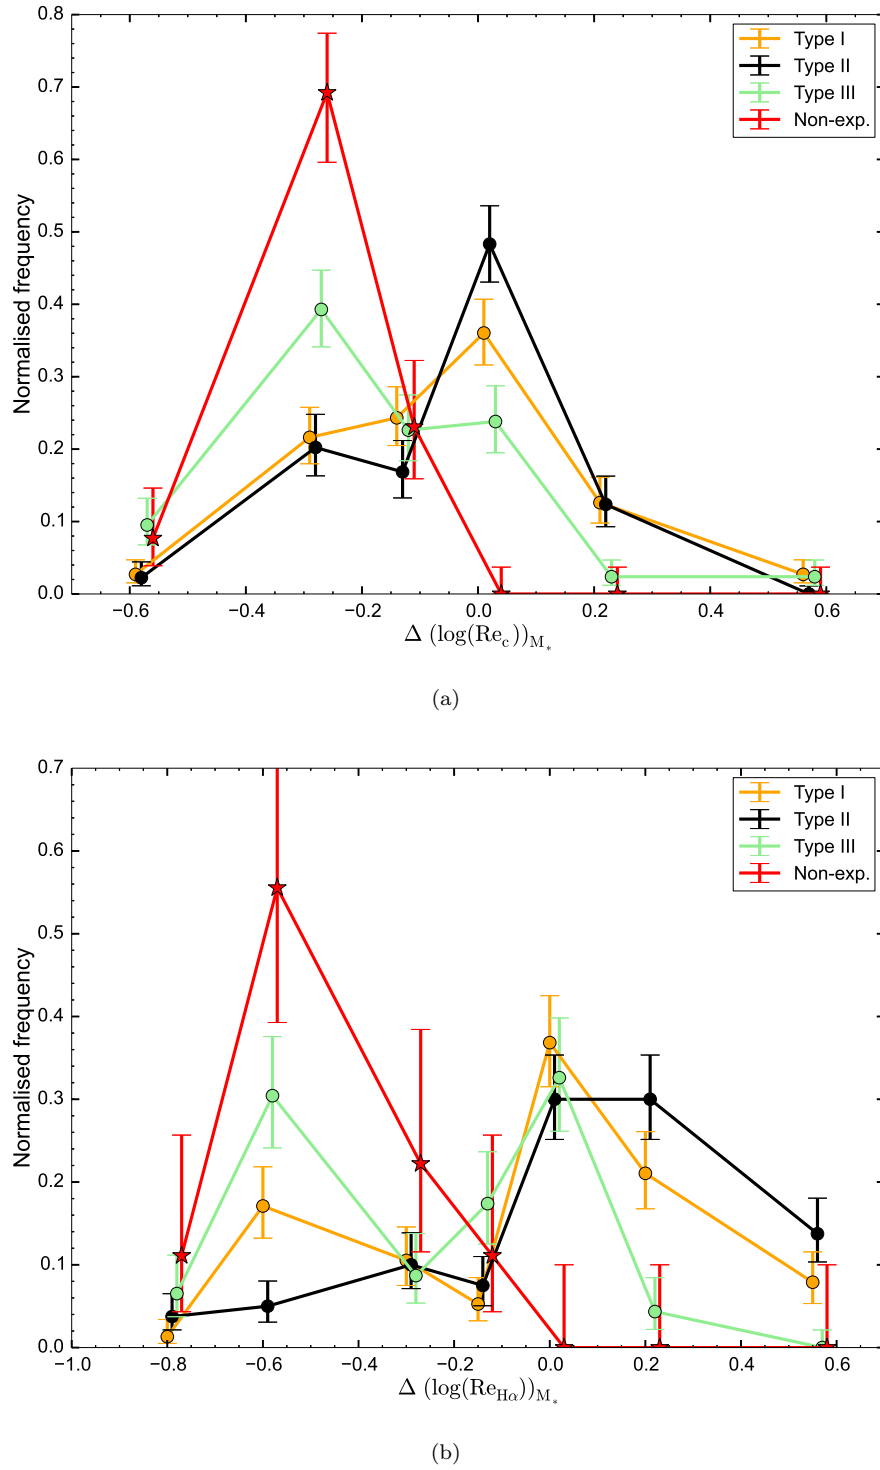 0.8
0.7
0.6
0.5
0.4
0.3
0.2
0.1
0.0
Normalised frequency
Type I
Type II
Type III
Non-exp.
−0.6 −0.4 −0.2 0.0 0.2 0.4 0.6
Δ (log(Re_c))_{M_*}
(a)
0.7
0.6
0.5
0.4
0.3
0.2
0.1
0.0
Normalised frequency
Type I
Type II
Type III
Non-exp.
−1.0 −0.8 −0.6 −0.4 −0.2 0.0 0.2 0.4 0.6
Δ (log(Re_{Hα}))_{M_*}
(b)